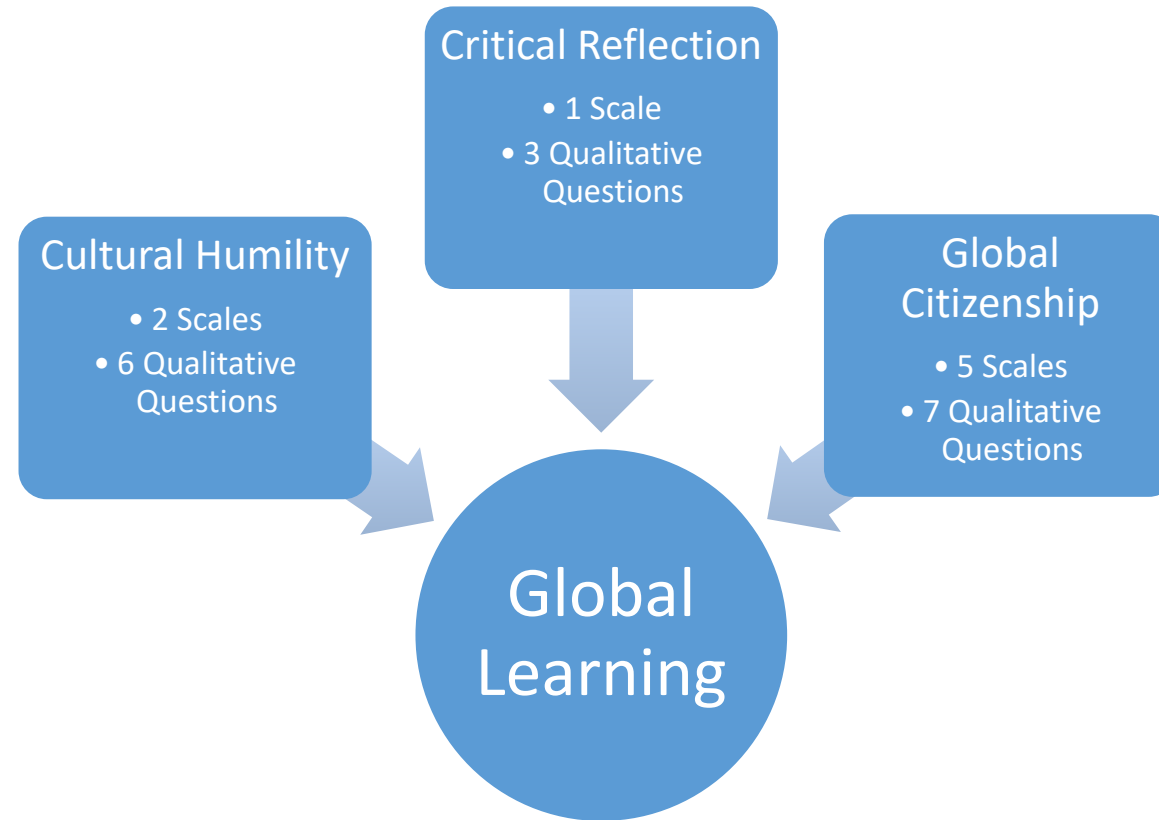 Critical Reflection
• 1 Scale
• 3 Qualitative
Questions
Cultural Humility
• 2 Scales
• 6 Qualitative
Questions
Global
Citizenship
• 5 Scales
• 7 Qualitative
Questions
Global
Learning